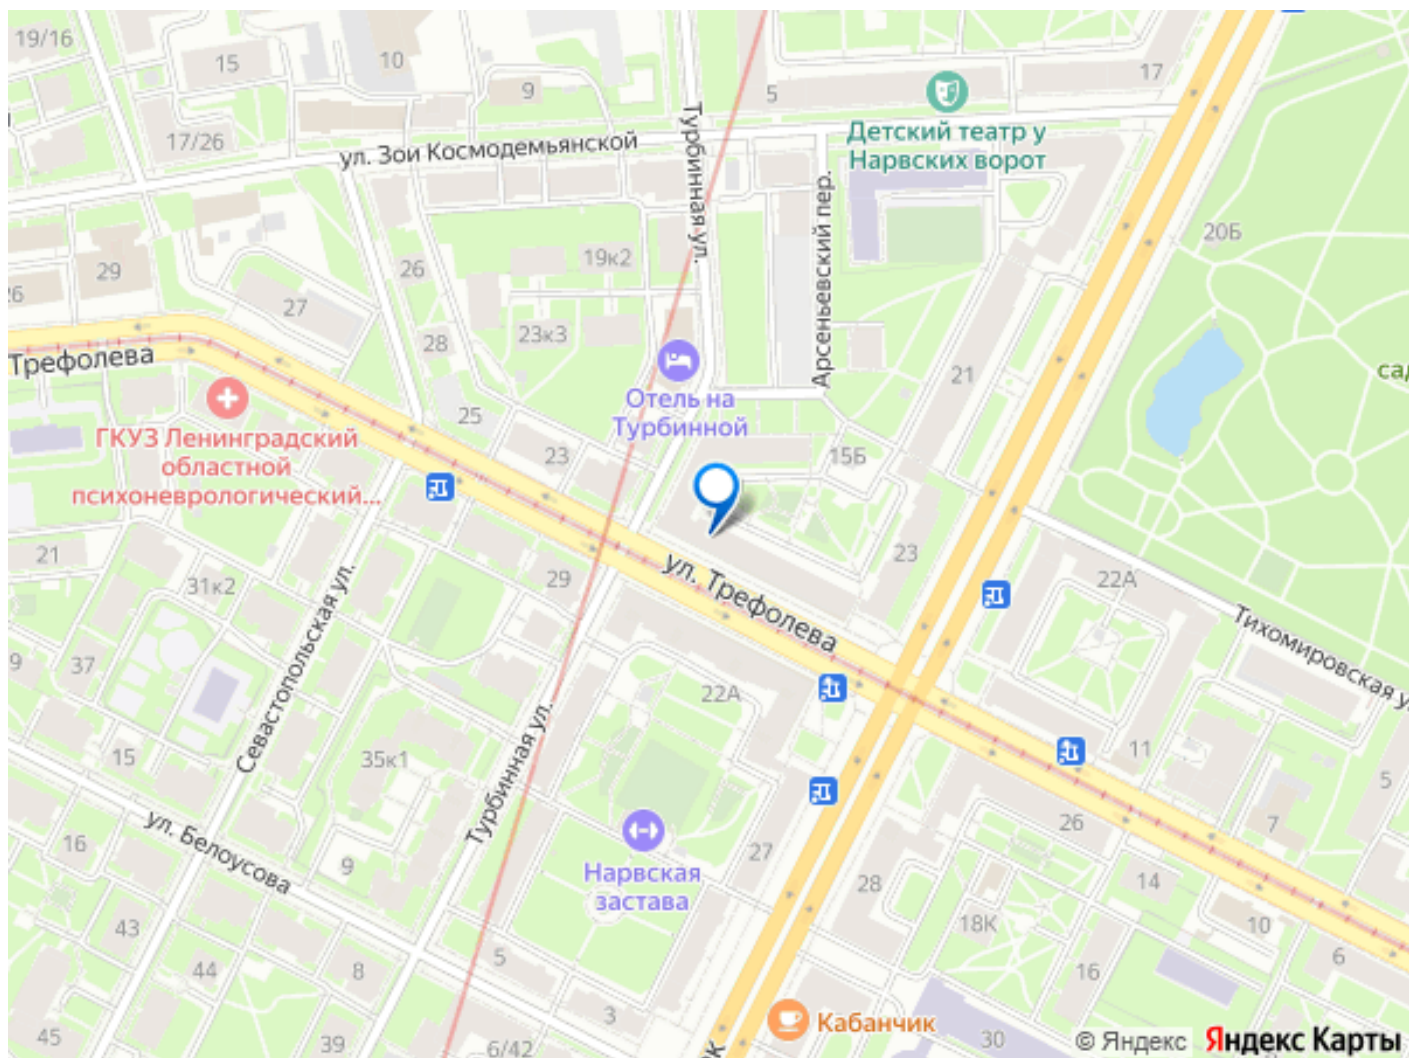 19/16
15
10
9
5
17
Детский театр у
Нарвских ворот
17/26
ул. Зои Космодемьянской
Турбинная ул.
Арсеньевский пер.
20Б
29
26
19к2
26
27
23к3
28
Трефолева
21
сад
Отель на
Турбинной
25
ГКУЗ Ленинградский
областной
психоневрологический...
23
15Б
21
31к2
29
ул. Трефолева
23
22А
Тихомировская у
9
37
Севастопольская ул.
22А
15
35к1
Турбинная ул.
11
5
16
ул. Белоусова
9
Нарвская
застава
27
26
7
28
14
43
18К
10
44
8
5
16
6
45
39
6/42
3
Кабанчик
30
© Яндекс Яндекс Карты